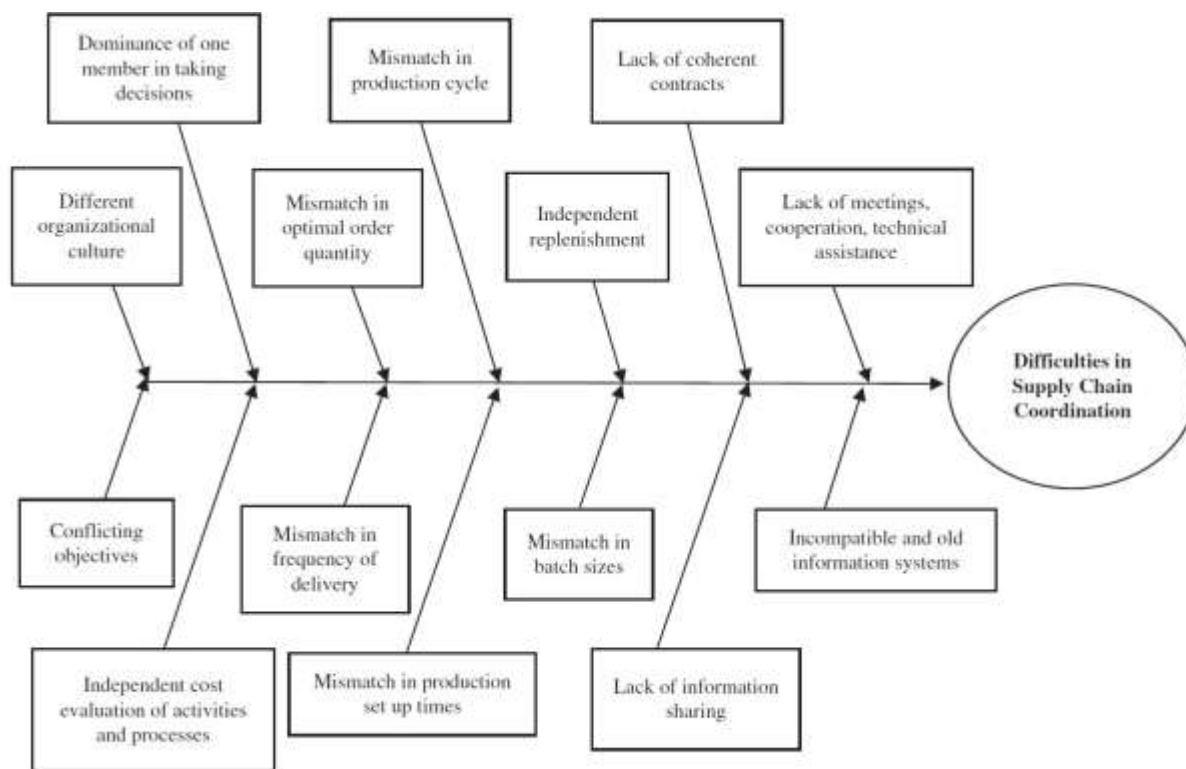 Dominance of one
member in taking
decisions
Mismatch in
production cycle
Lack of coherent
contracts
Different
organizational
culture
Mismatch in
optimal order
quantity
Independent
replenishment
Lack of meetings,
cooperation, technical
assistance
Difficulties in
Supply Chain
Coordination
Conflicting
objectives
Mismatch in
frequency of
delivery
Mismatch in
batch sizes
Incompatible and old
information systems
Independent cost
evaluation of activities
and processes
Mismatch in production
set up times
Lack of information
sharing